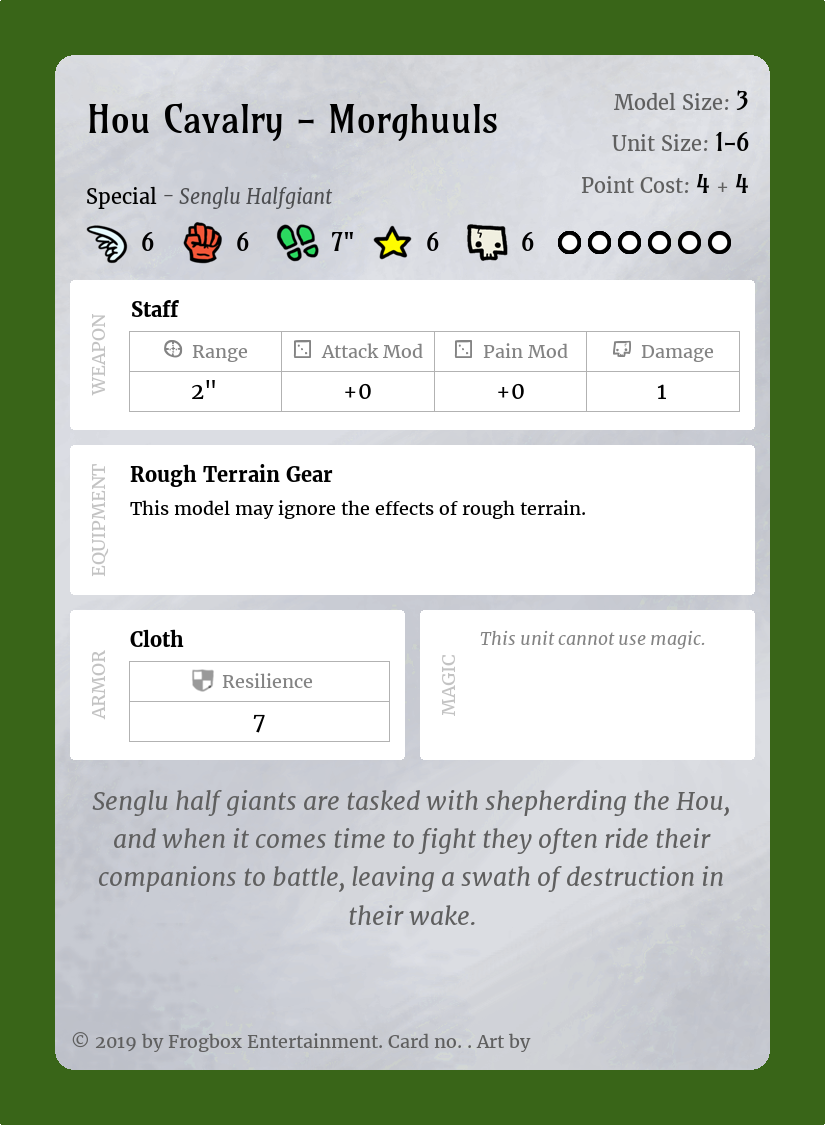 Hou Cavalry – Morghuuls
Model Size: 3
Unit Size: 1–6
Point Cost: 4 + 4
Special – Senglu Halfgiant
6 6 7" 6 6
WEAPON
Staff
Range Attack Mod Pain Mod Damage
2" +0 +0 1
EQUIPMENT
Rough Terrain Gear
This model may ignore the effects of rough terrain.
ARMOR
Cloth
Resilience
7
MAGIC
This unit cannot use magic.
Senglu half giants are tasked with shepherding the Hou,
and when it comes time to fight they often ride their
companions to battle, leaving a swath of destruction in
their wake.
© 2019 by Frogbox Entertainment. Card no. . Art by